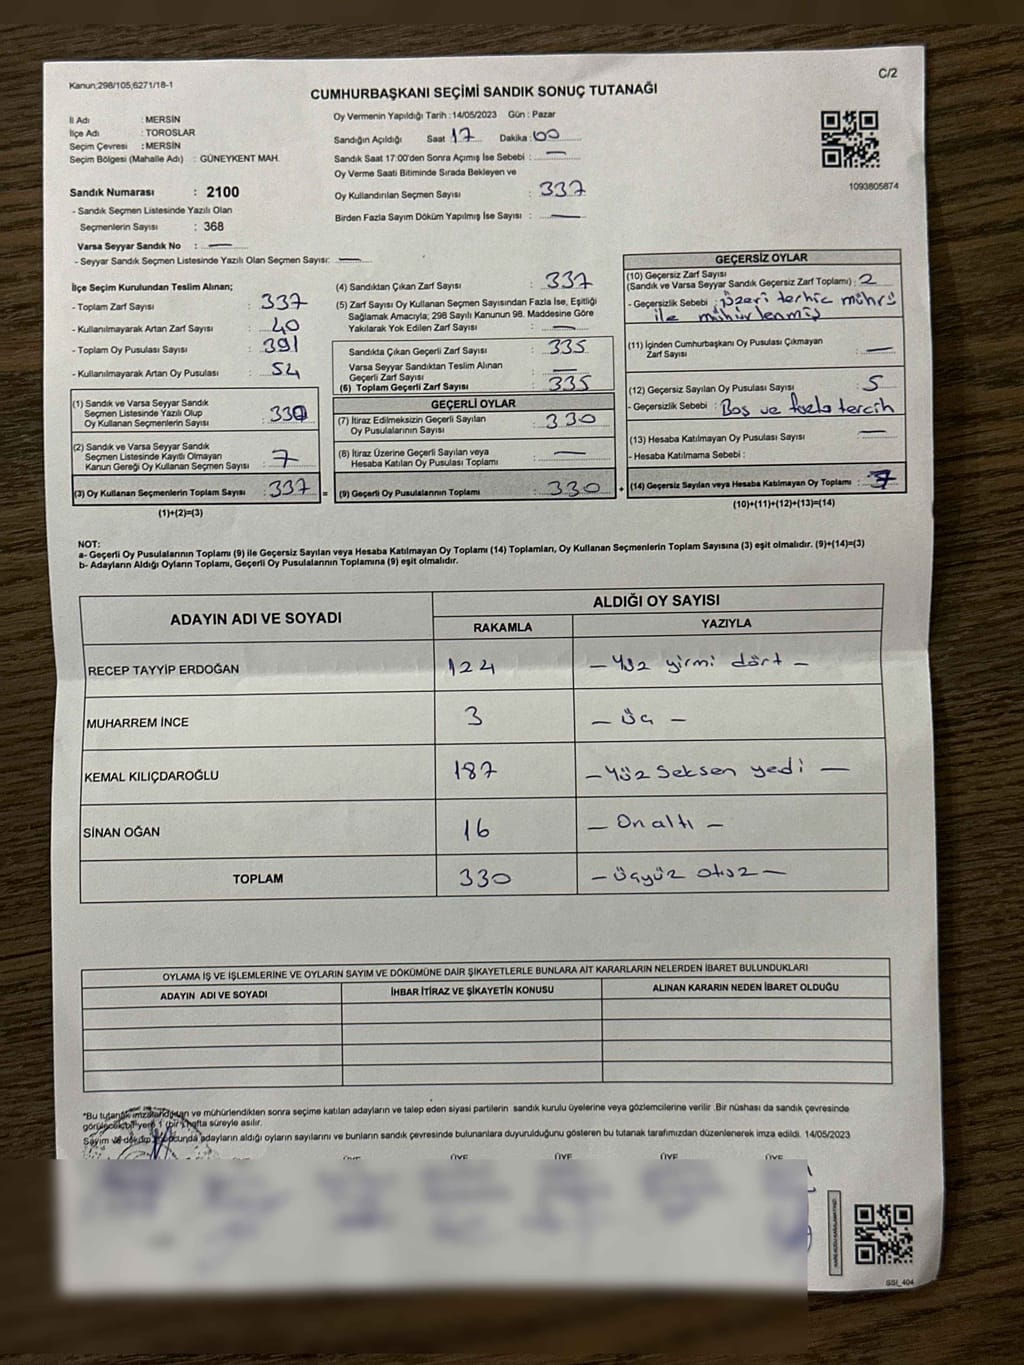 Kanun;298/105,6271/18-1
C/2
CUMHURBAŞKANI SEÇİMİ SANDIK SONUÇ TUTANAĞI
İl Adı : MERSİN
İlçe Adı : TOROSLAR
Seçim Çevresi : MERSİN
Seçim Bölgesi (Mahalle Adı) : GÜNEYKENT MAH.
Sandık Numarası : 2100
- Sandık Seçmen Listesinde Yazılı Olan
Seçmenlerin Sayısı : 368
Varsa Seyyar Sandık No : —
- Seyyar Sandık Seçmen Listesinde Yazılı Olan Seçmen Sayısı: —
Oy Vermenin Yapıldığı Tarih : 14/05/2023 Gün : Pazar
Sandığın Açıldığı Saat 17 Dakika : 00
Sandık Saat 17:00'den Sonra Açımış İse Sebebi : —
Oy Verme Saati Bitiminde Sırada Bekleyen ve
Oy Kullandırılan Seçmen Sayısı : 337
Birden Fazla Sayım Döküm Yapılmış İse Sayısı : —
1093805874
İlçe Seçim Kurulundan Teslim Alınan;
- Toplam Zarf Sayısı : 337
- Kullanılmayarak Artan Zarf Sayısı : 40
- Toplam Oy Pusulası Sayısı : 391
- Kullanılmayarak Artan Oy Pusulası : 54
(1) Sandık ve Varsa Seyyar Sandık
Seçmen Listesinde Yazılı Olup
Oy Kullanan Seçmenlerin Sayısı : 330
(2) Sandık ve Varsa Seyyar Sandık
Seçmen Listesinde Kayıtlı Olmayan
Kanun Gereği Oy Kullanan Seçmen Sayısı : 7
(3) Oy Kullanan Seçmenlerin Toplam Sayısı : 337 =
(1)+(2)=(3)
(4) Sandıktan Çıkan Zarf Sayısı : 337
(5) Zarf Sayısı Oy Kullanan Seçmen Sayısından Fazla İse, Eşitliği
Sağlamak Amacıyla; 298 Sayılı Kanunun 98. Maddesine Göre
Yakılarak Yok Edilen Zarf Sayısı : —
Sandıkta Çıkan Geçerli Zarf Sayısı : 335
Varsa Seyyar Sandıktan Teslim Alınan
Geçerli Zarf Sayısı : —
(6) Toplam Geçerli Zarf Sayısı : 335
GEÇERLİ OYLAR
(7) İtiraz Edilmeksizin Geçerli Sayılan
Oy Pusulalarının Sayısı : 330
(8) İtiraz Üzerine Geçerli Sayılan veya
Hesaba Katılan Oy Pusulası Toplamı : —
(9) Geçerli Oy Pusulalarının Toplamı : 330 +
GEÇERSİZ OYLAR
(10) Geçersiz Zarf Sayısı
(Sandık ve Varsa Seyyar Sandık Geçersiz Zarf Toplamı) : 2
- Geçersizlik Sebebi : üzeri tercih mührü
ile mühürlenmiş
(11) İçinden Cumhurbaşkanı Oy Pusulası Çıkmayan
Zarf Sayısı : —
(12) Geçersiz Sayılan Oy Pusulası Sayısı : 5
- Geçersizlik Sebebi : Boş ve fazla tercih
(13) Hesaba Katılmayan Oy Pusulası Sayısı : —
- Hesaba Katılmama Sebebi :
(14) Geçersiz Sayılan veya Hesaba Katılmayan Oy Toplamı : 7
(10)+(11)+(12)+(13)=(14)
NOT:
a- Geçerli Oy Pusulalarının Toplamı (9) ile Geçersiz Sayılan veya Hesaba Katılmayan Oy Toplamı (14) Toplamları, Oy Kullanan Seçmenlerin Toplam Sayısına (3) eşit olmalıdır. (9)+(14)=(3)
b- Adayların Aldığı Oyların Toplamı, Geçerli Oy Pusulalarının Toplamına (9) eşit olmalıdır.
ADAYIN ADI VE SOYADI
ALDIĞI OY SAYISI
RAKAMLA YAZIYLA
RECEP TAYYİP ERDOĞAN 124 – Yüz yirmi dört –
MUHARREM İNCE 3 – Üç –
KEMAL KILIÇDAROĞLU 187 – Yüz seksen yedi –
SİNAN OĞAN 16 – On altı –
TOPLAM 330 – Üçyüz otuz –
OYLAMA İŞ VE İŞLEMLERİNE VE OYLARIN SAYIM VE DÖKÜMÜNE DAİR ŞİKAYETLERLE BUNLARA AİT KARARLARIN NELERDEN İBARET BULUNDUKLARI
ADAYIN ADI VE SOYADI İHBAR İTİRAZ VE ŞİKAYETİN KONUSU ALINAN KARARIN NEDEN İBARET OLDUĞU
*Bu tutanak imzalandıktan ve mühürlendikten sonra seçime katılan adayların ve talep eden siyasi partilerin sandık kurulu üyelerine veya gözlemcilerine verilir .Bir nüshası da sandık çevresinde
görülecek bir yere 1 (bir) hafta süreyle asılır.
Sayım ve döküm sonucunda adayların aldığı oyların sayılarını ve bunların sandık çevresinde bulunanlara duyurulduğunu gösteren bu tutanak tarafımızdan düzenlenerek imza edildi. 14/05/2023
ÜYE ÜYE ÜYE ÜYE ÜYE
SSI_404